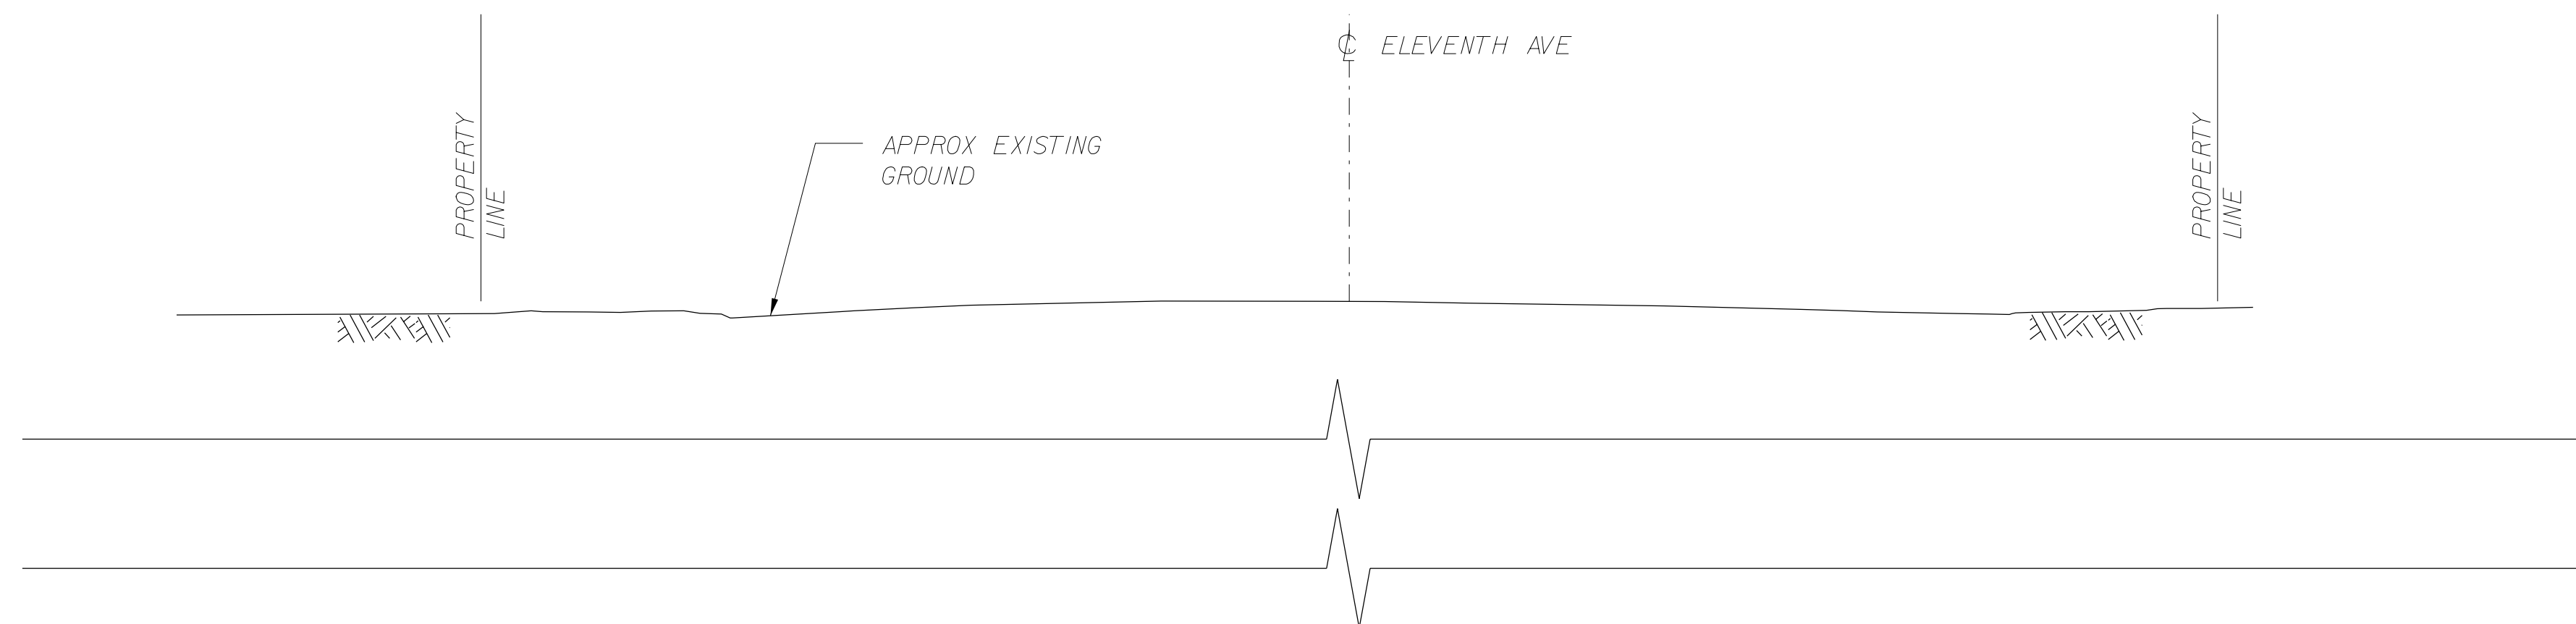 ℄ ELEVENTH AVE
PROPERTY
LINE
APPROX EXISTING
GROUND
PROPERTY
LINE